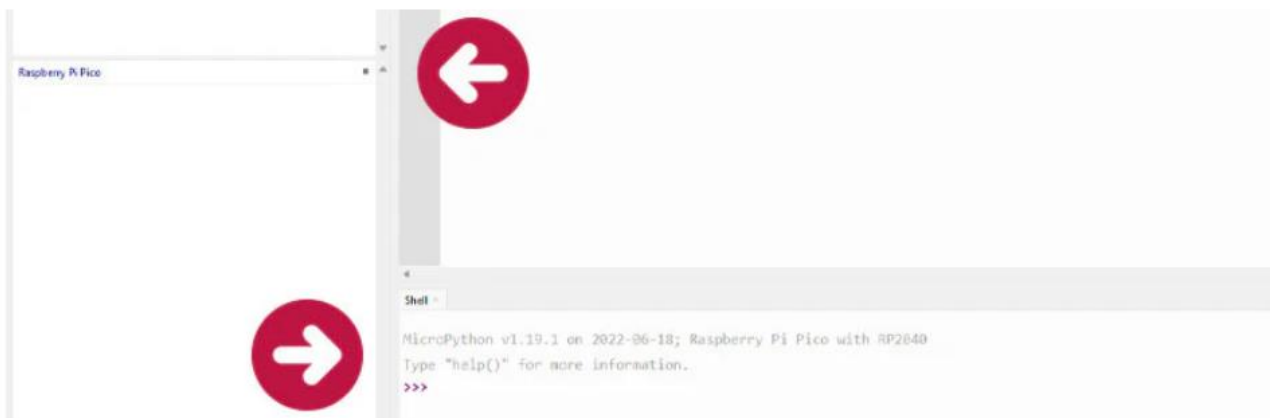 Raspberry Pi Pico
Shell
MicroPython v1.19.1 on 2022-06-18; Raspberry Pi Pico with RP2040
Type "help()" for more information.
>>>